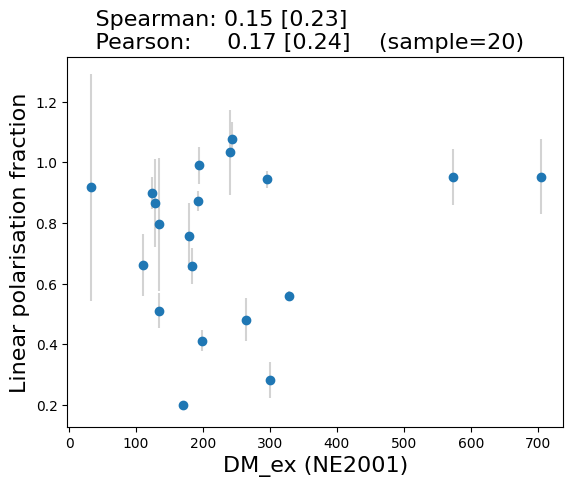 Spearman: 0.15 [0.23]
Pearson: 0.17 [0.24] (sample=20)
Linear polarisation fraction
1.2
1.0
0.8
0.6
0.4
0.2
0 100 200 300 400 500 600 700
DM_ex (NE2001)